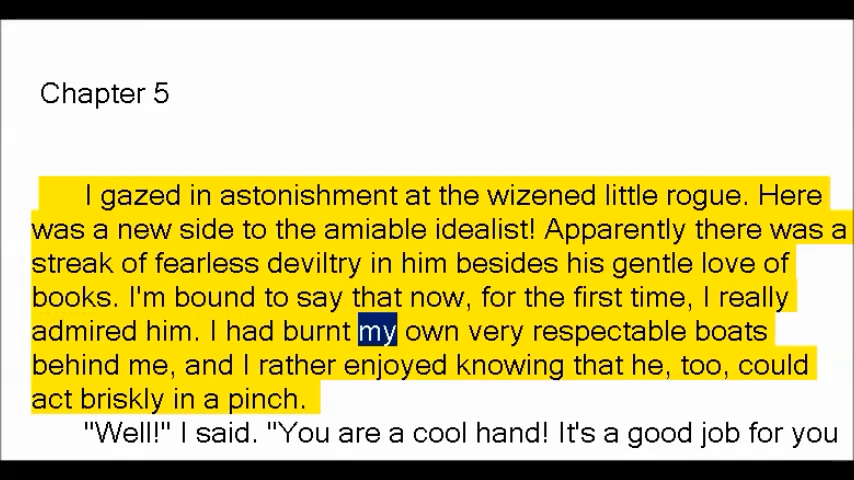 Chapter 5
I gazed in astonishment at the wizened little rogue. Here
was a new side to the amiable idealist! Apparently there was a
streak of fearless deviltry in him besides his gentle love of
books. I'm bound to say that now, for the first time, I really
admired him. I had burnt my own very respectable boats
behind me, and I rather enjoyed knowing that he, too, could
act briskly in a pinch.
"Well!" I said. "You are a cool hand! It's a good job for you